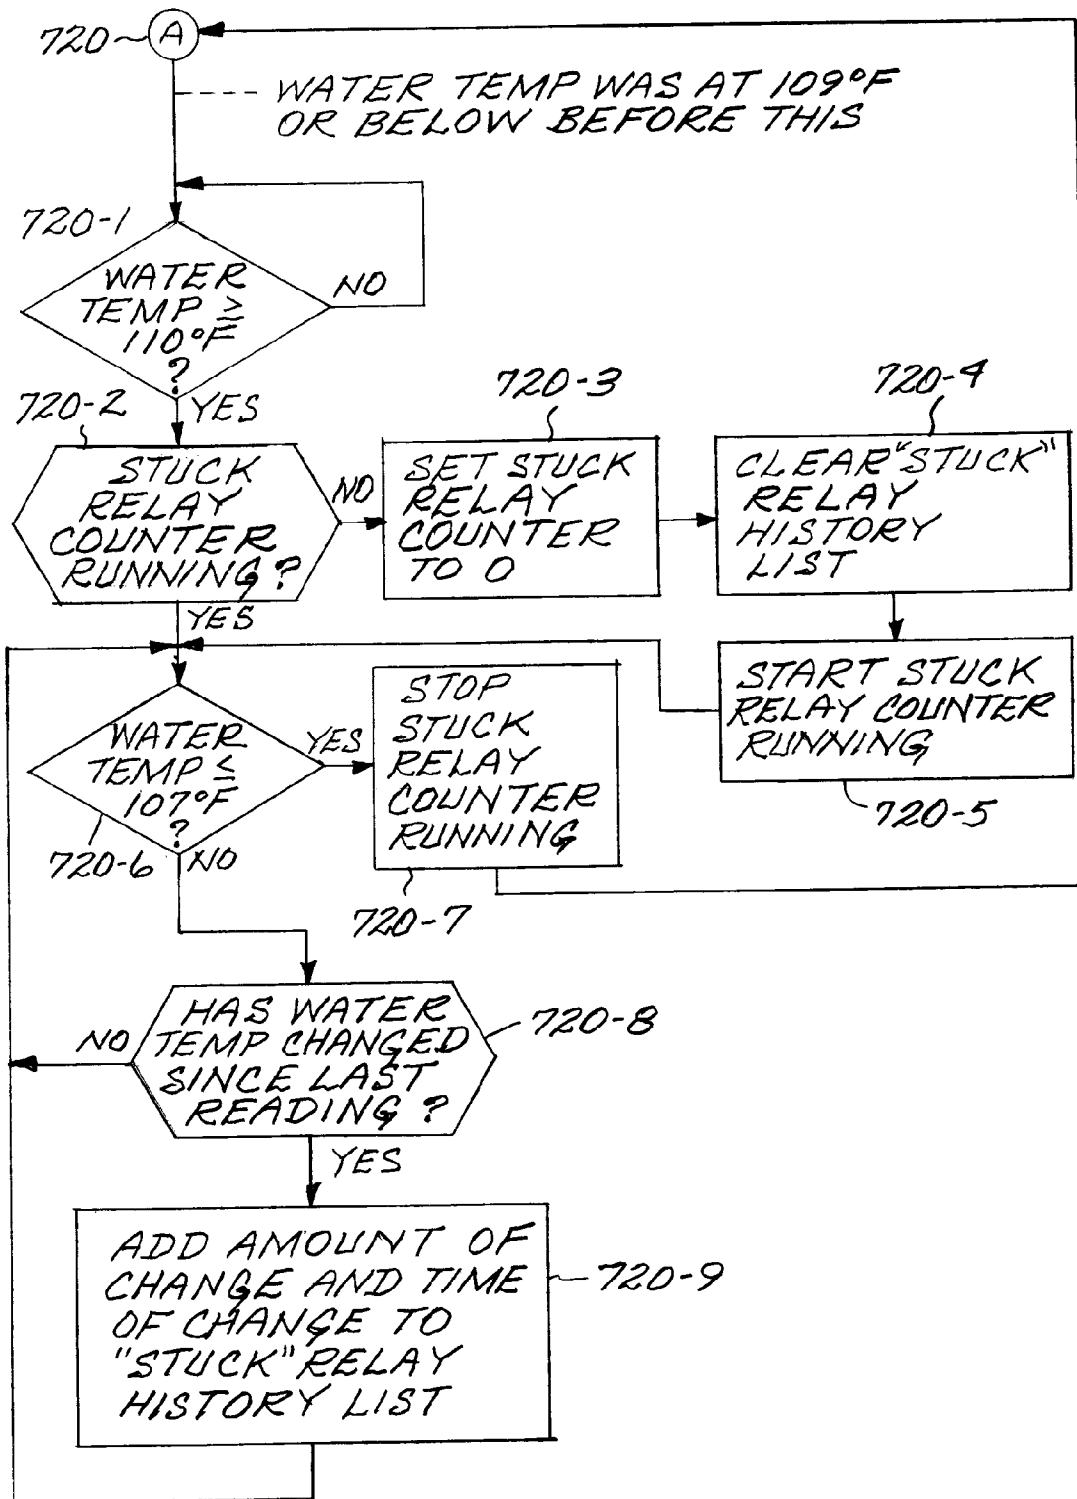 720
A
WATER TEMP WAS AT 109°F
OR BELOW BEFORE THIS
720-1
WATER
TEMP ≥
110°F
?
NO
YES
720-2
STUCK
RELAY
COUNTER
RUNNING?
NO
YES
720-3
SET STUCK
RELAY
COUNTER
TO 0
720-4
CLEAR "STUCK"
RELAY
HISTORY
LIST
START STUCK
RELAY COUNTER
RUNNING
720-5
WATER
TEMP ≤
107°F
?
720-6
YES
NO
STOP
STUCK
RELAY
COUNTER
RUNNING
720-7
HAS WATER
TEMP CHANGED
SINCE LAST
READING?
720-8
NO
YES
ADD AMOUNT OF
CHANGE AND TIME
OF CHANGE TO
"STUCK" RELAY
HISTORY LIST
720-9